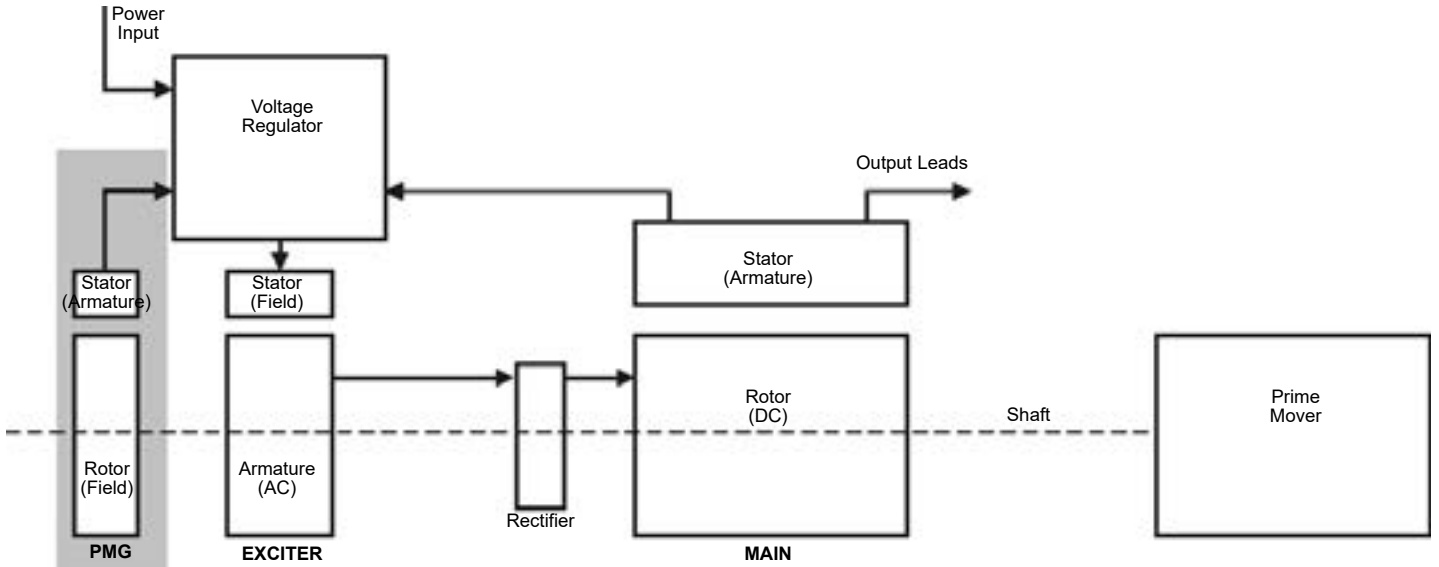 Power
Input
Voltage
Regulator
Output Leads
Stator
(Armature)
Stator
(Field)
Stator
(Armature)
Rotor
(DC)
Shaft
Prime
Mover
Rotor
(Field)
Armature
(AC)
Rectifier
PMG
EXCITER
MAIN